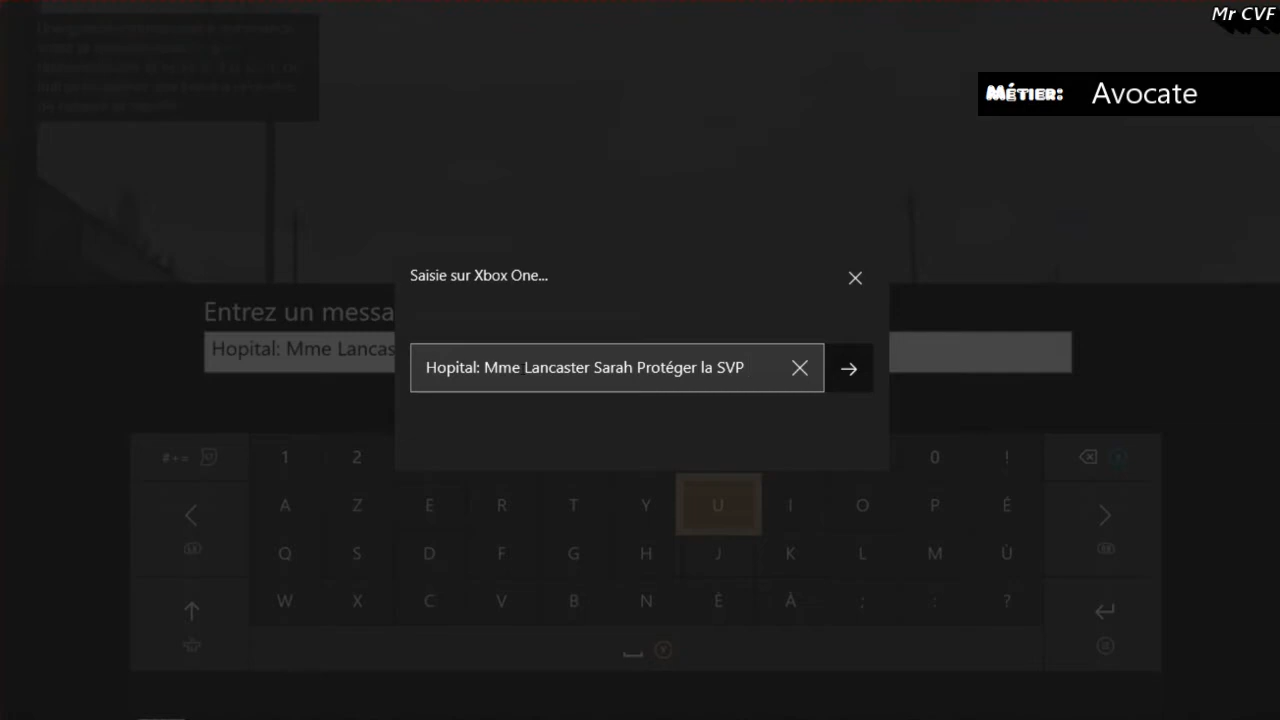 Mr CVF
Métier: Avocate
Saisie sur Xbox One...
Entrez un messa
Hopital: Mme Lancas
Hopital: Mme Lancaster Sarah Protéger la SVP
#+=
1 2 0 !
A Z E R T Y U I O P É
Q S D F G H J K L M Ù
W X C V B N È À ; : ?